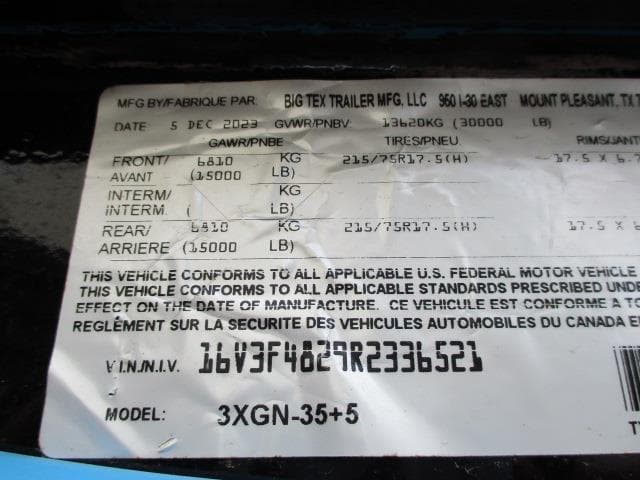 MFG BY/FABRIQUE PAR: BIG TEX TRAILER MFG, LLC 950 I-30 EAST MOUNT PLEASANT, TX
DATE: 5 DEC 2023 GVWR/PNBV: 13620KG (30000 LB)
GAWR/PNBE TIRES/PNEU RIMS/JANT
FRONT/ 6810 KG 215/75R17.5(H) 17.5 X 6.
AVANT (15000 LB)
INTERM/ KG
INTERM. ( LB)
REAR/ 6810 KG 215/75R17.5(H) 17.5 X 6
ARRIERE (15000 LB)
THIS VEHICLE CONFORMS TO ALL APPLICABLE U.S. FEDERAL MOTOR VEHICLE
THIS VEHICLE CONFORMS TO ALL APPLICABLE STANDARDS PRESCRIBED UNDER
EFFECT ON THE DATE OF MANUFACTURE. CE VEHICULE EST CONFORME A TO
REGLEMENT SUR LA SECURITE DES VEHICULES AUTOMOBILES DU CANADA E
V.I.N./N.I.V. 16V3F4829R2336521
MODEL: 3XGN-35+5